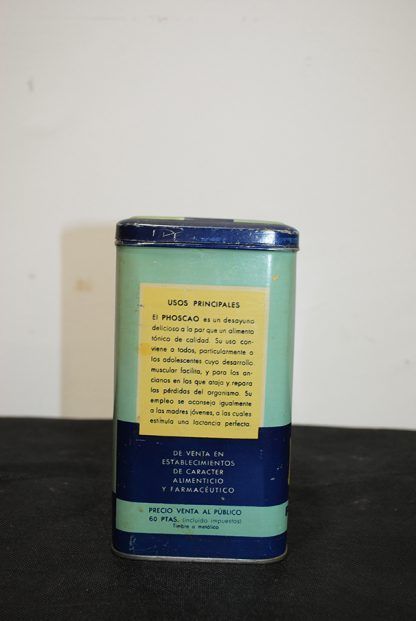 USOS PRINCIPALES
El PHOSCAO es un desayuno
delicioso a la par que un alimento
tónico de calidad. Su uso con-
viene a todos, particularmente a
los adolescentes cuyo desarrollo
muscular facilita, y para los an-
cianos en los que ataja y repara
las pérdidas del organismo. Su
empleo se aconseja igualmente
a las madres jóvenes, a las cuales
estimula una lactancia perfecta.
DE VENTA EN
ESTABLECIMIENTOS
DE CARACTER
ALIMENTICIO
Y FARMACÉUTICO
PRECIO VENTA AL PÚBLICO
60 PTAS. (incluido impuestos)
Timbre a metálico